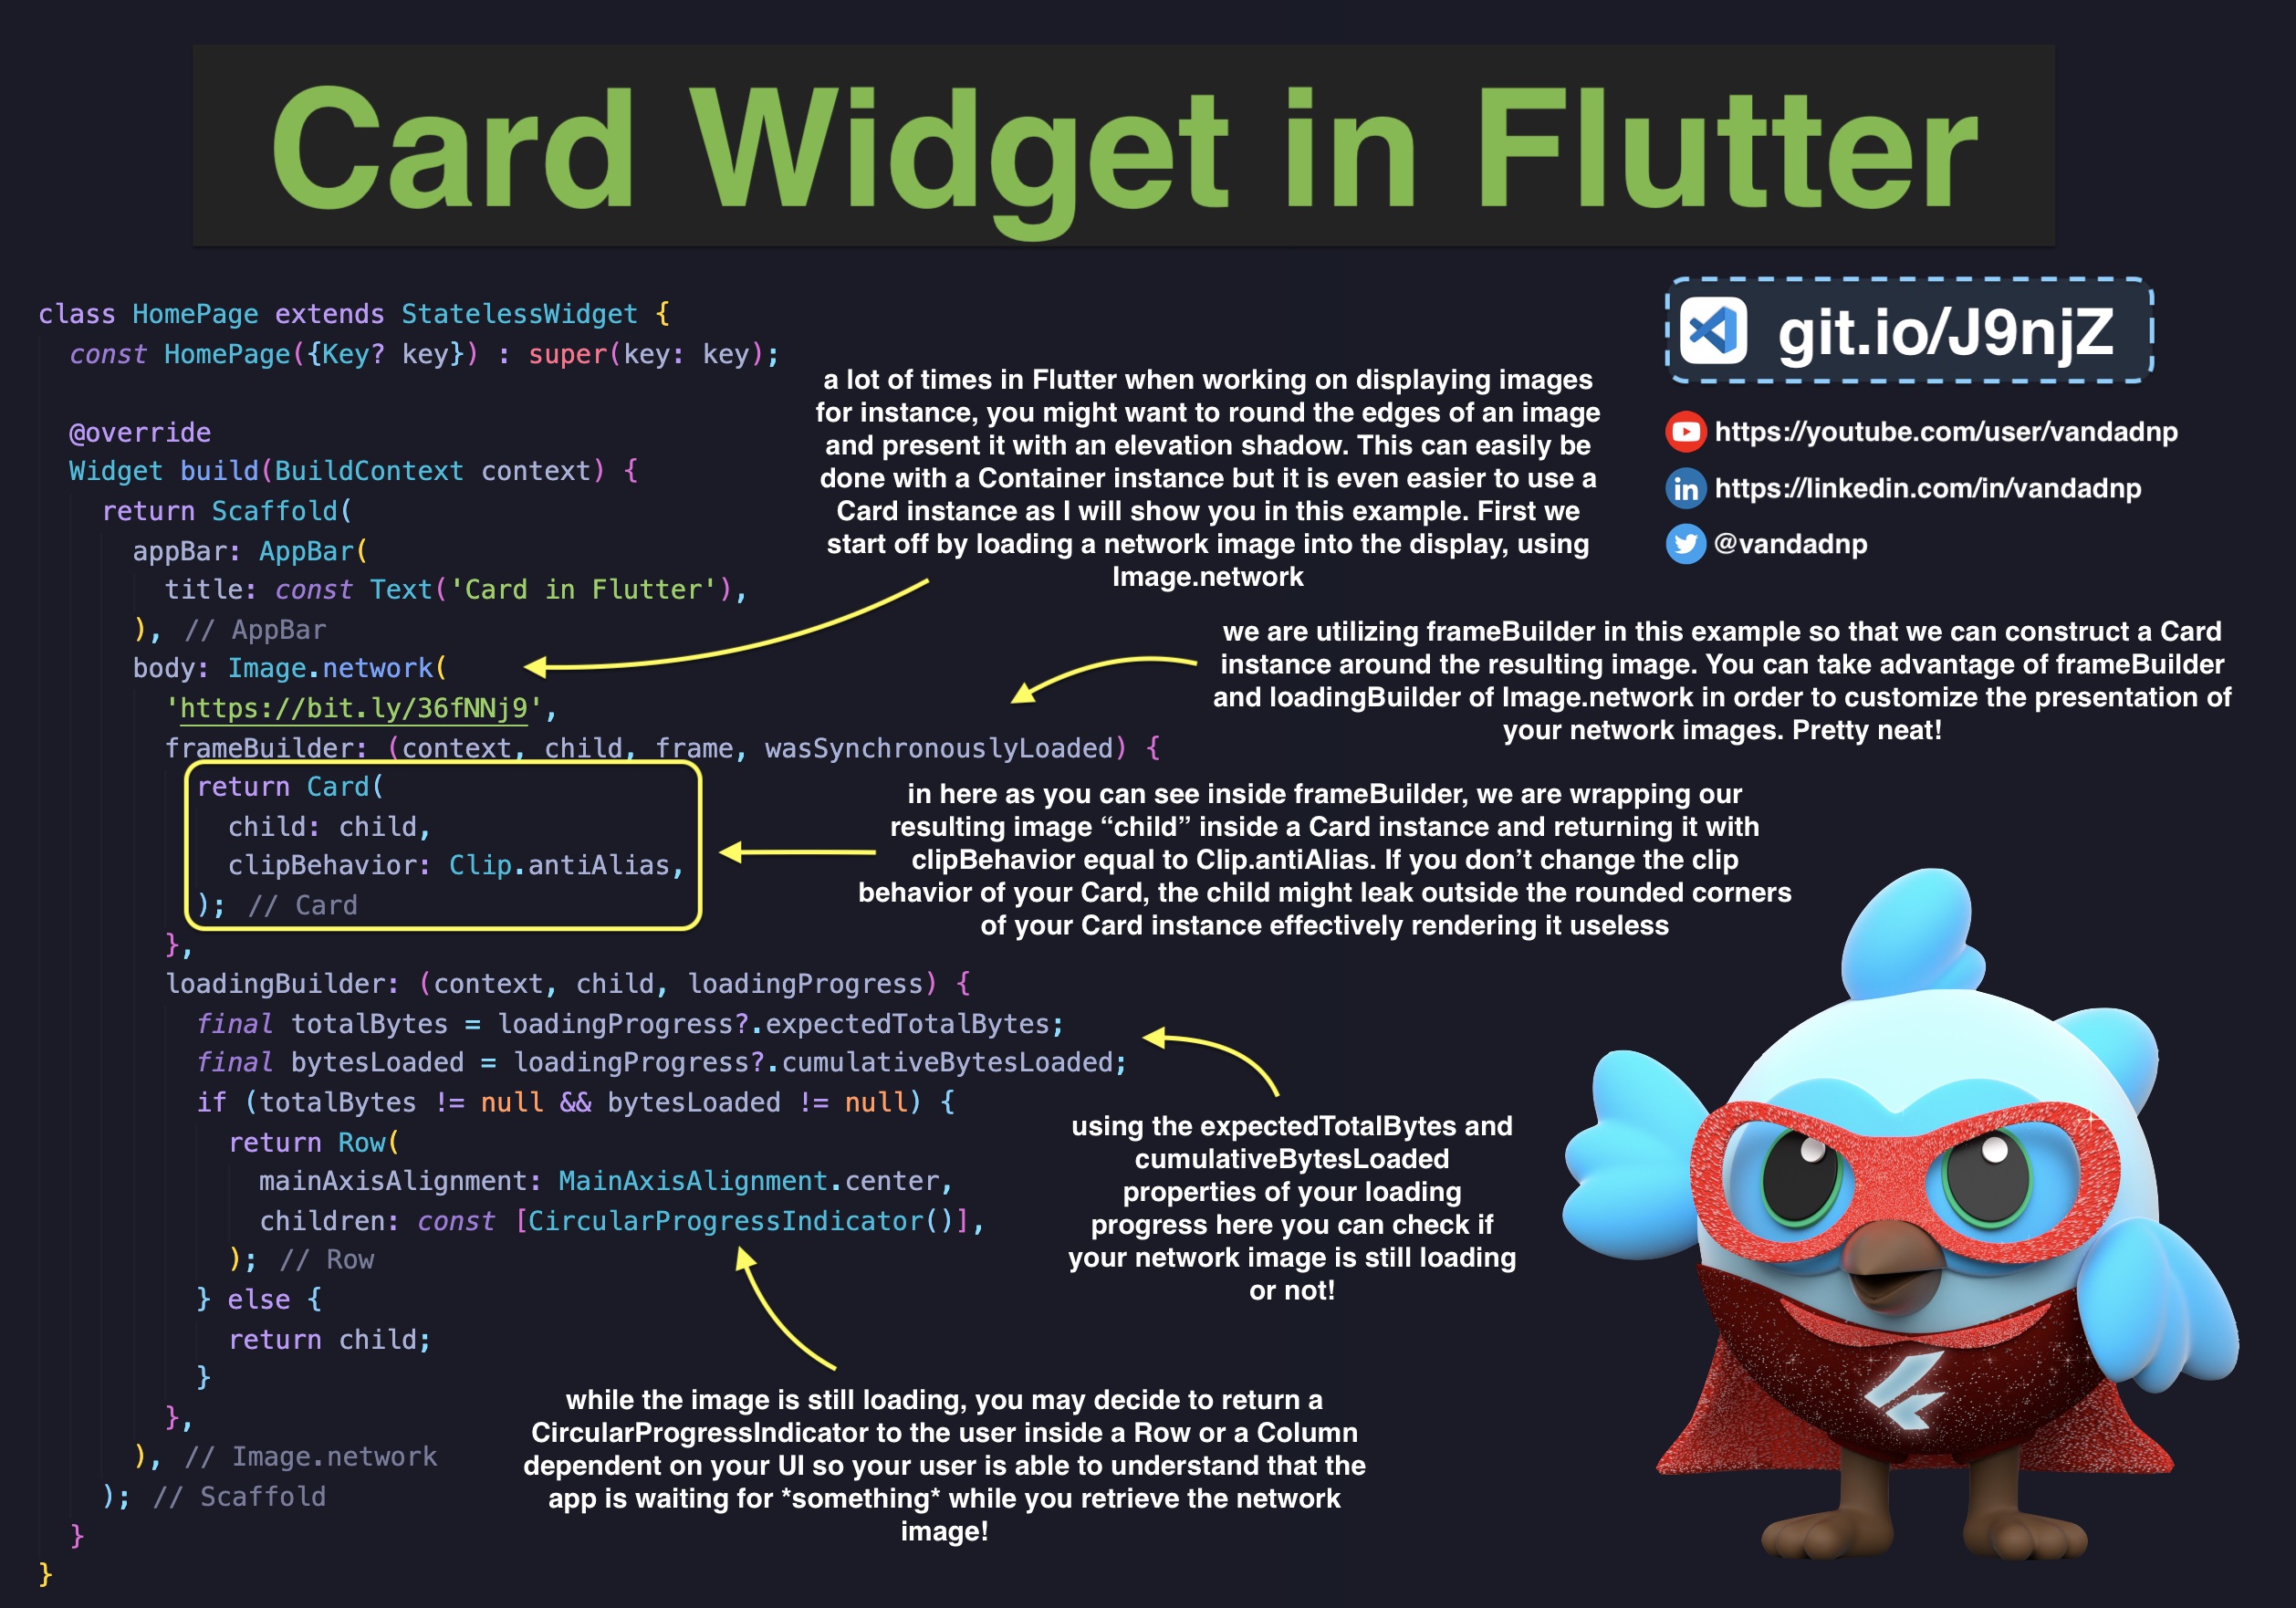 Card Widget in Flutter
class HomePage extends StatelessWidget {
const HomePage({Key? key}) : super(key: key);
@override
Widget build(BuildContext context) {
return Scaffold(
appBar: AppBar(
title: const Text('Card in Flutter'),
), // AppBar
body: Image.network(
'https://bit.ly/36fNNj9',
frameBuilder: (context, child, frame, wasSynchronouslyLoaded) {
return Card(
child: child,
clipBehavior: Clip.antiAlias,
); // Card
},
loadingBuilder: (context, child, loadingProgress) {
final totalBytes = loadingProgress?.expectedTotalBytes;
final bytesLoaded = loadingProgress?.cumulativeBytesLoaded;
if (totalBytes != null && bytesLoaded != null) {
return Row(
mainAxisAlignment: MainAxisAlignment.center,
children: const [CircularProgressIndicator()],
); // Row
} else {
return child;
}
},
), // Image.network
); // Scaffold
}
}
a lot of times in Flutter when working on displaying images
for instance, you might want to round the edges of an image
and present it with an elevation shadow. This can easily be
done with a Container instance but it is even easier to use a
Card instance as I will show you in this example. First we
start off by loading a network image into the display, using
Image.network
git.io/J9njZ
https://youtube.com/user/vandadnp
in https://linkedin.com/in/vandadnp
@vandadnp
we are utilizing frameBuilder in this example so that we can construct a Card
instance around the resulting image. You can take advantage of frameBuilder
and loadingBuilder of Image.network in order to customize the presentation of
your network images. Pretty neat!
in here as you can see inside frameBuilder, we are wrapping our
resulting image “child” inside a Card instance and returning it with
clipBehavior equal to Clip.antiAlias. If you don’t change the clip
behavior of your Card, the child might leak outside the rounded corners
of your Card instance effectively rendering it useless
using the expectedTotalBytes and
cumulativeBytesLoaded
properties of your loading
progress here you can check if
your network image is still loading
or not!
while the image is still loading, you may decide to return a
CircularProgressIndicator to the user inside a Row or a Column
dependent on your UI so your user is able to understand that the
app is waiting for *something* while you retrieve the network
image!